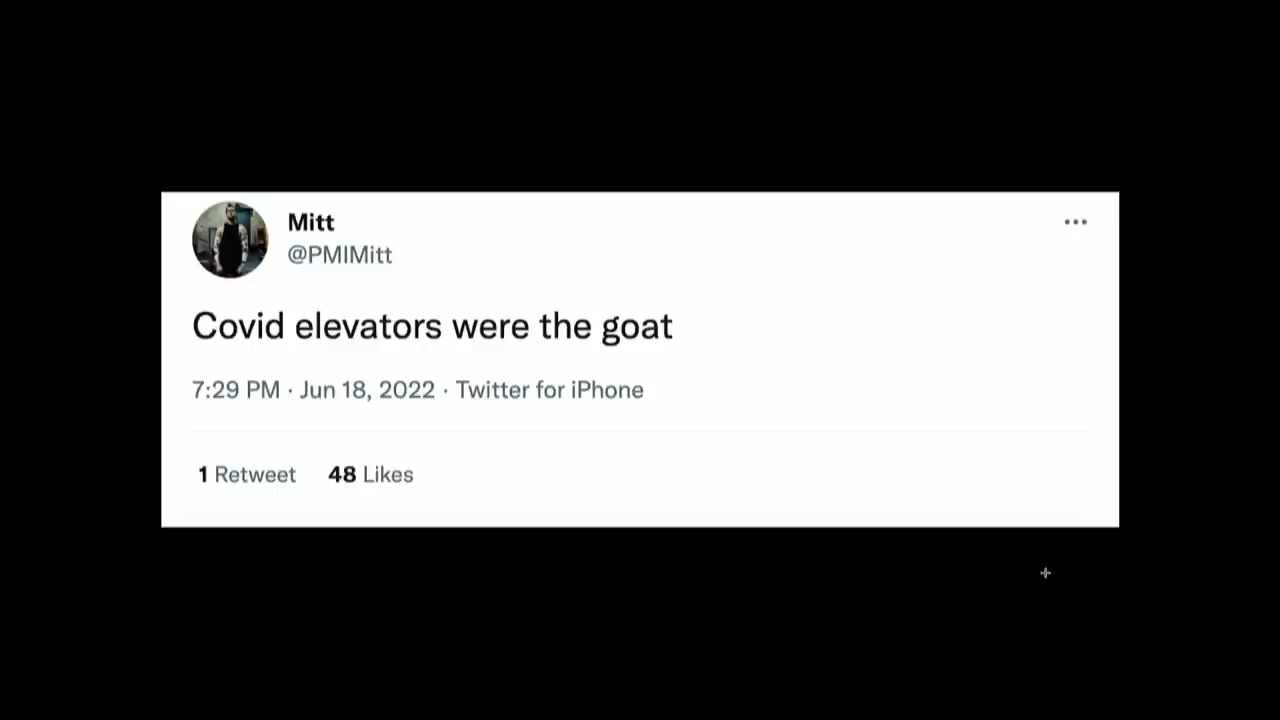 Mitt
@PMIMitt
Covid elevators were the goat
7:29 PM · Jun 18, 2022 · Twitter for iPhone
1 Retweet 48 Likes